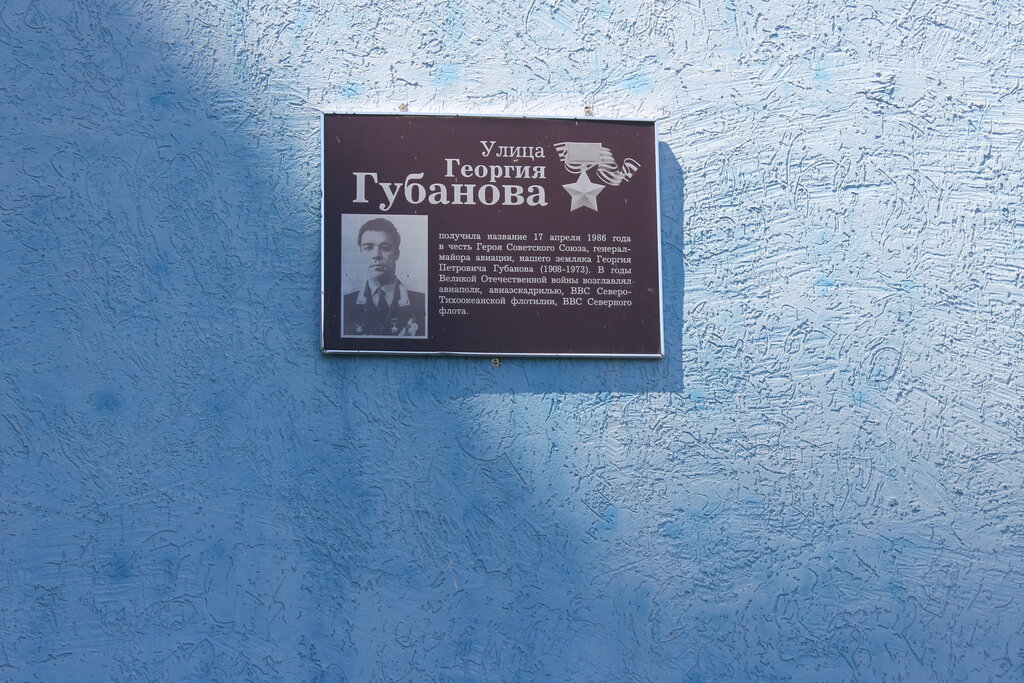 Улица
Георгия
Губанова
получила название 17 апреля 1986 года
в честь Героя Советского Союза, генерал-
майора авиации, нашего земляка Георгия
Петровича Губанова (1908-1973). В годы
Великой Отечественной войны возглавлял
авиаполк, авиаэскадрилью, ВВС Северо-
Тихоокеанской флотилии, ВВС Северного
флота.